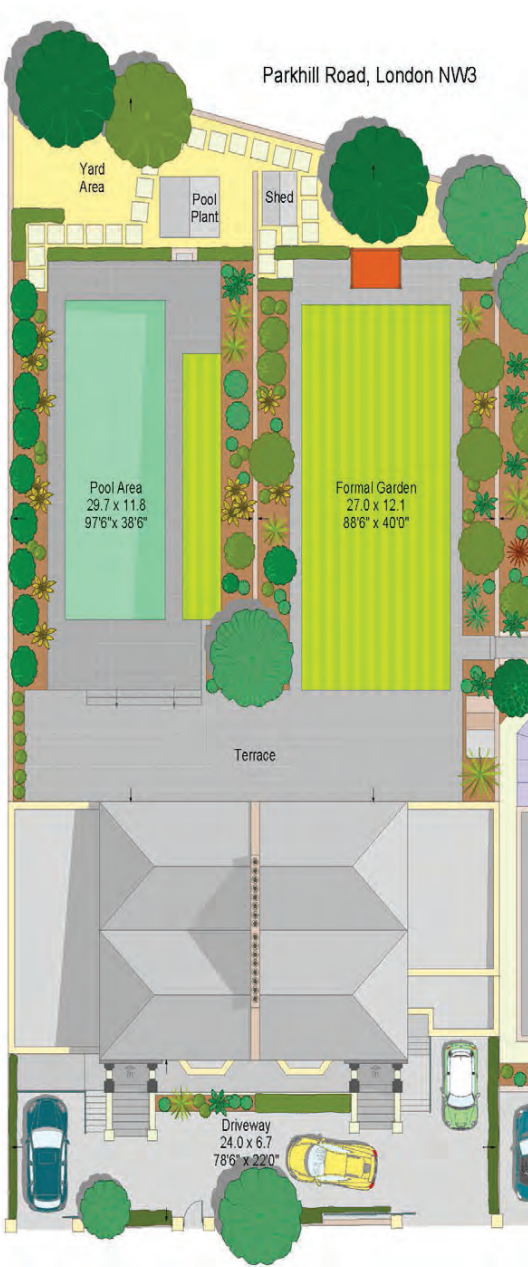 Parkhill Road, London NW3
Yard
Area
Pool
Plant
Shed
Pool Area
29.7 x 11.8
97'6"x 38'6"
Formal Garden
27.0 x 12.1
88'6" x 40'0"
Terrace
IN
IN
Driveway
24.0 x 6.7
78'6" x 22'0"